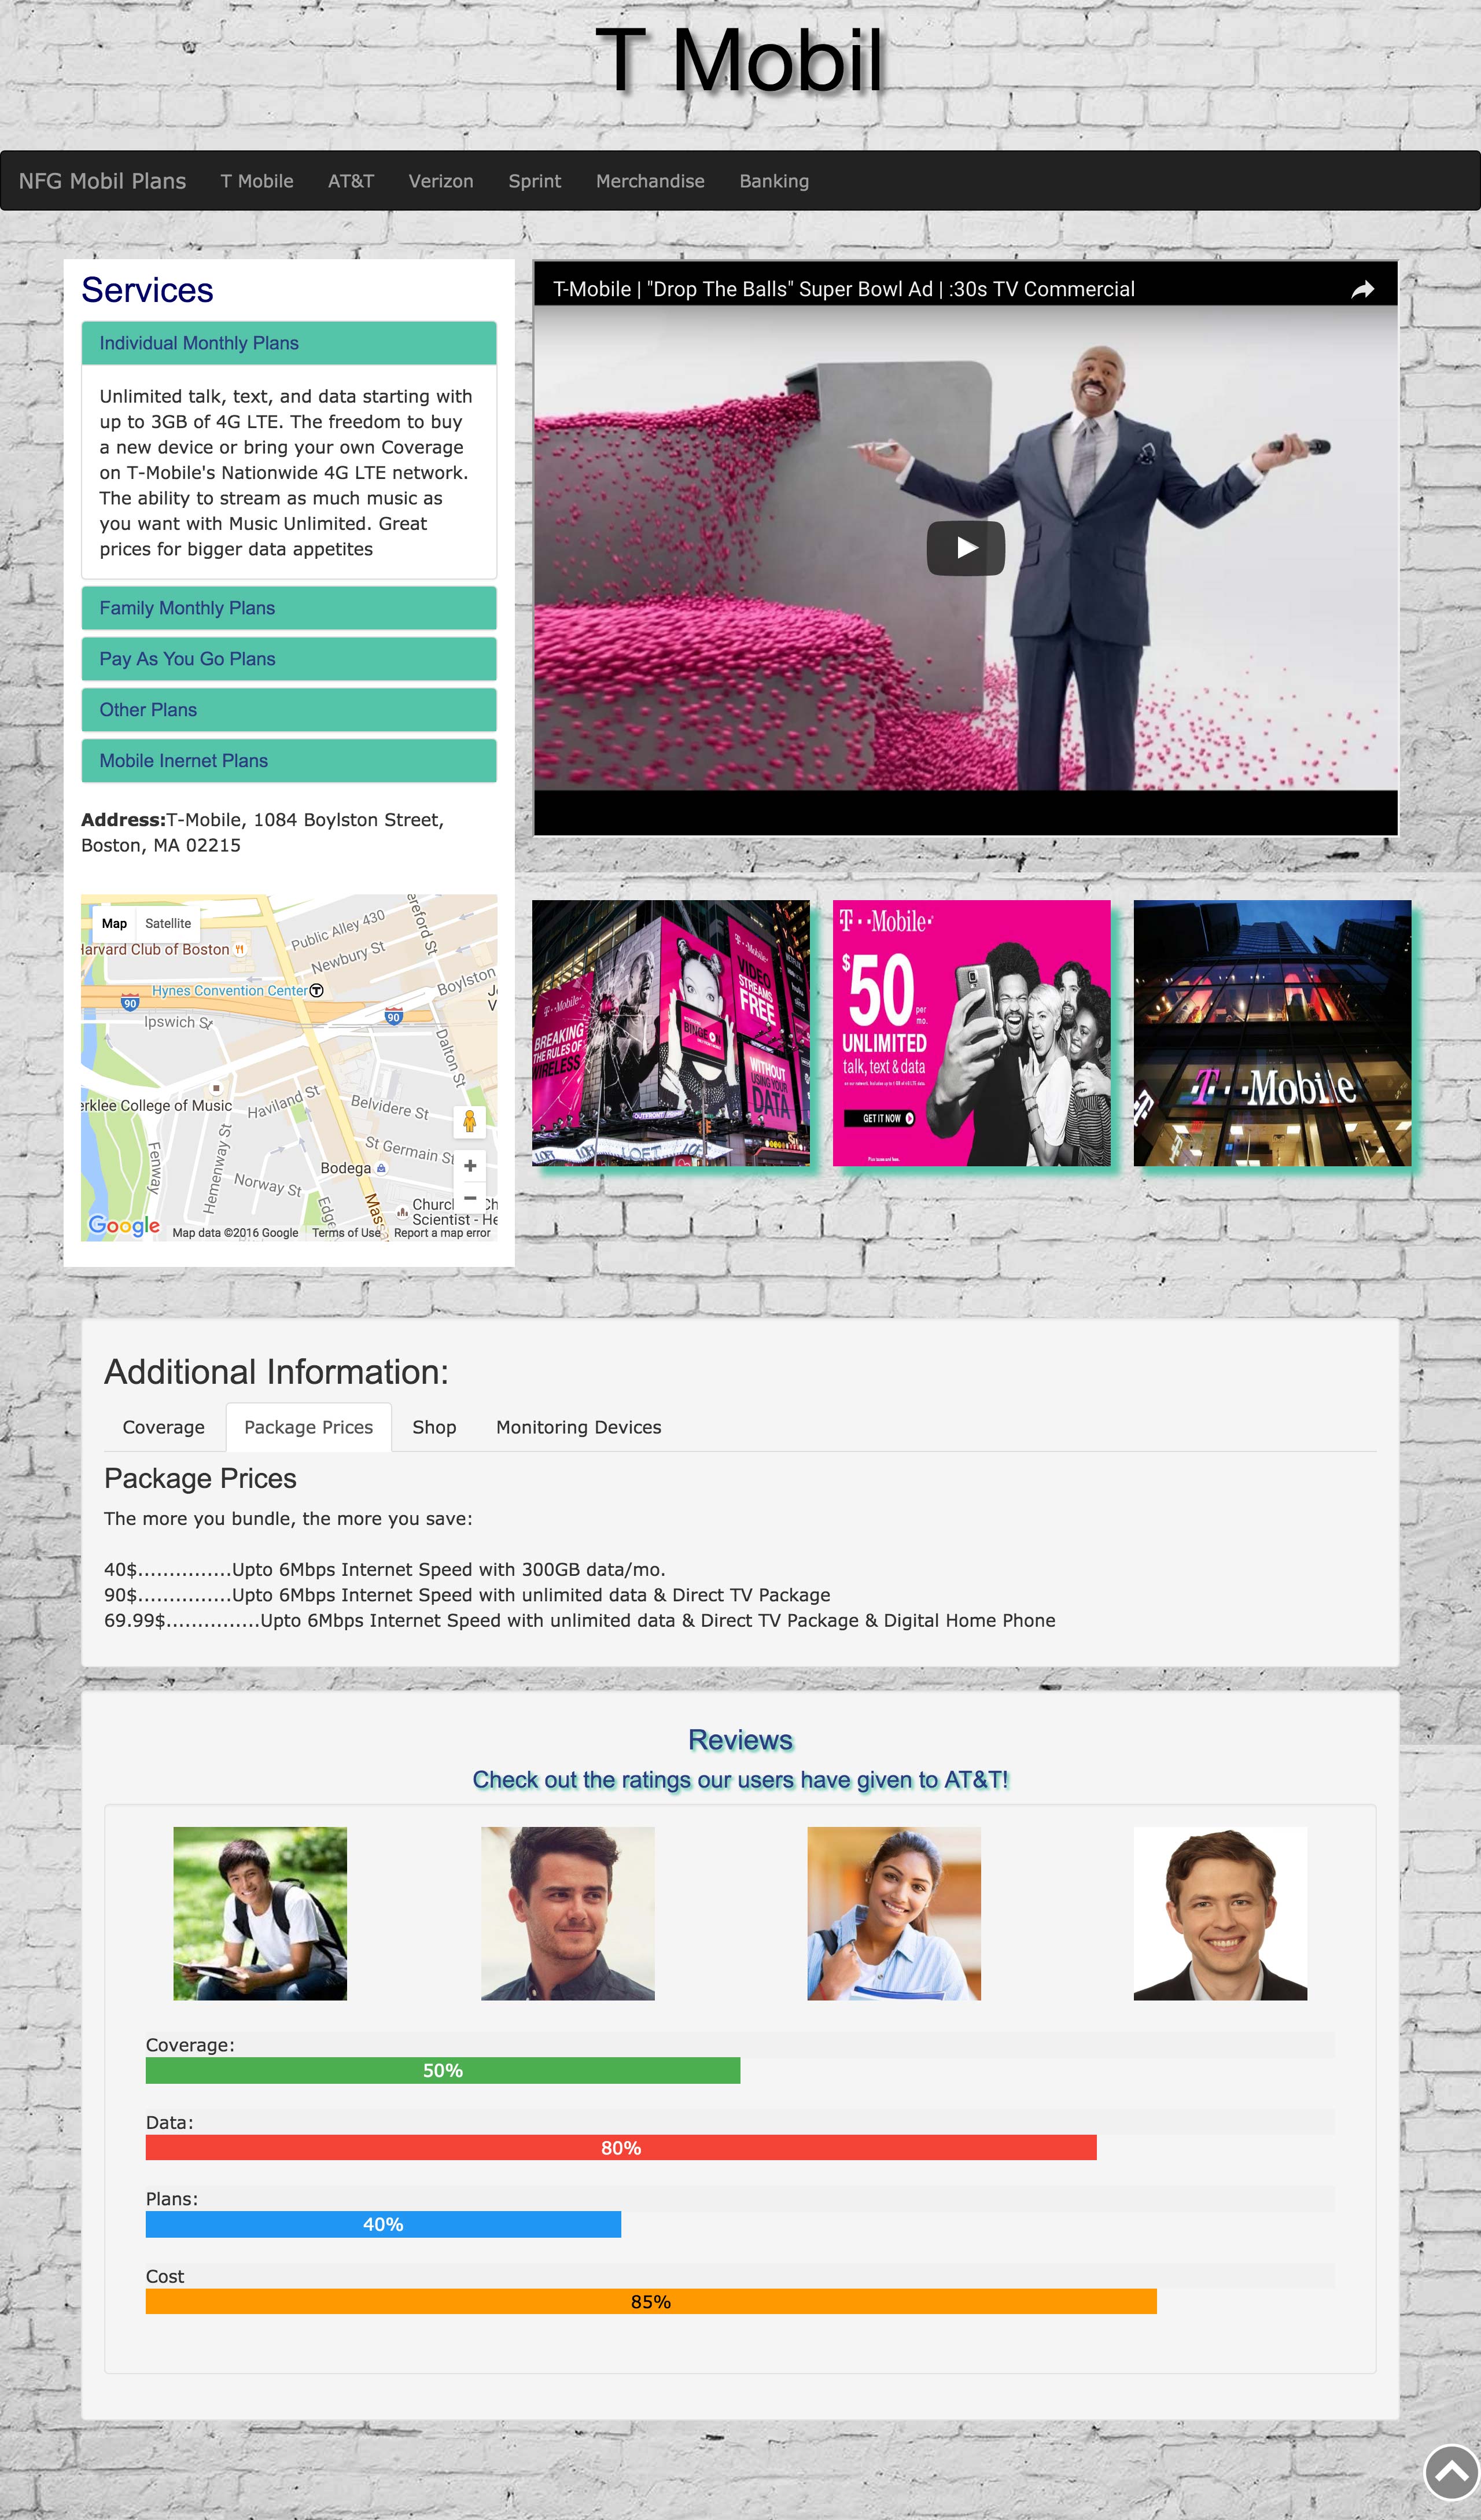 T Mobil
NFG Mobil Plans T Mobile AT&T Verizon Sprint Merchandise Banking
Services
Individual Monthly Plans
Unlimited talk, text, and data starting with
up to 3GB of 4G LTE. The freedom to buy
a new device or bring your own Coverage
on T-Mobile's Nationwide 4G LTE network.
The ability to stream as much music as
you want with Music Unlimited. Great
prices for bigger data appetites
Family Monthly Plans
Pay As You Go Plans
Other Plans
Mobile Inernet Plans
Address:T-Mobile, 1084 Boylston Street,
Boston, MA 02215
Map Satellite
Harvard Club of Boston
Public Alley 430
Newbury St
ereford St
Boylston
Hynes Convention Center
90
90
Ipswich St
Dalton St
erklee College of Music
Haviland St
Belvidere St
St Germain St
Fenway
Hemenway St
Norway St
Bodega
Edge
Mass
Church
Scientist - He
Google
Map data ©2016 Google Terms of Use Report a map error
T-Mobile | "Drop The Balls" Super Bowl Ad | :30s TV Commercial
T-Mobile
BREAKING
THE RULES OF
WIRELESS
BINGE ON
T-Mobile
VIDEO
STREAMS
FREE
WITHOUT
USING YOUR
DATA
LOFT
LOFT
T-Mobile
$50 per mo.
UNLIMITED
talk, text & data
GET IT NOW
T-Mobile
Additional Information:
Coverage Package Prices Shop Monitoring Devices
Package Prices
The more you bundle, the more you save:
40$...............Upto 6Mbps Internet Speed with 300GB data/mo.
90$...............Upto 6Mbps Internet Speed with unlimited data & Direct TV Package
69.99$...............Upto 6Mbps Internet Speed with unlimited data & Direct TV Package & Digital Home Phone
Reviews
Check out the ratings our users have given to AT&T!
Coverage:
50%
Data:
80%
Plans:
40%
Cost
85%